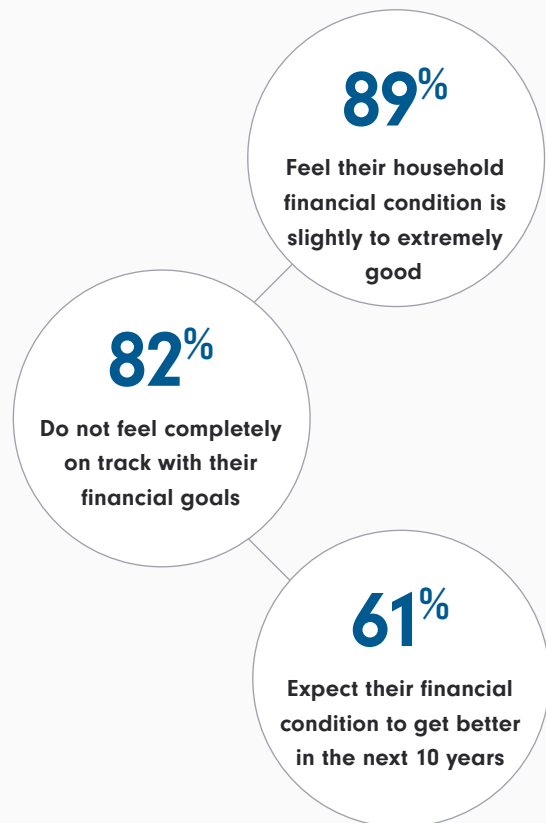 89%
Feel their household
financial condition is
slightly to extremely
good
82%
Do not feel completely
on track with their
financial goals
61%
Expect their financial
condition to get better
in the next 10 years